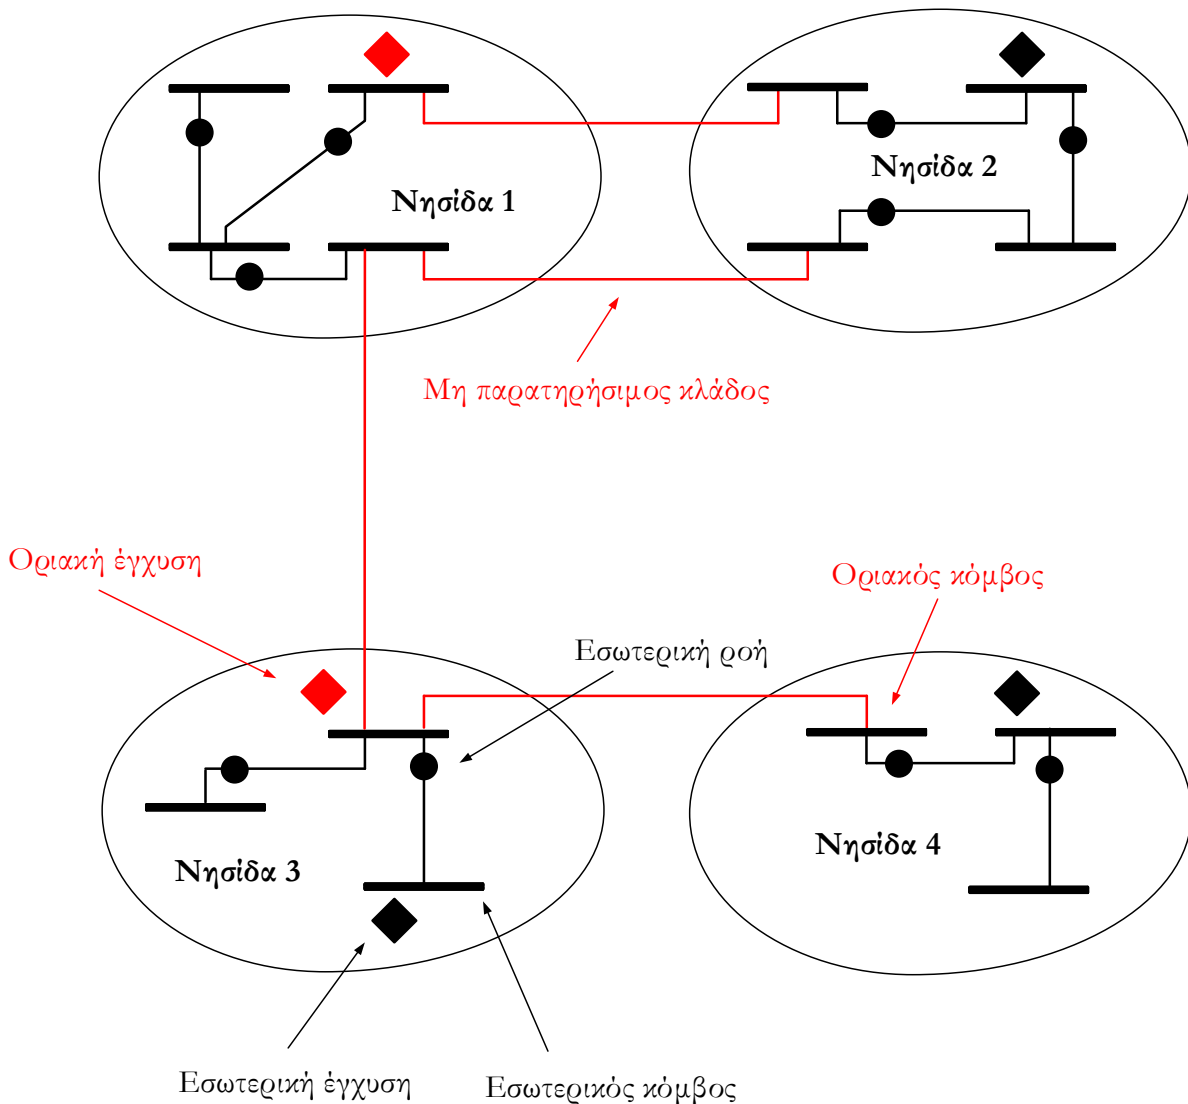 Νησίδα 2
Νησίδα 1
Μη παρατηρήσιμος κλάδος
Οριακή έγχυση
Οριακός κόμβος
Εσωτερική ροή
Νησίδα 4
Νησίδα 3
Εσωτερική έγχυση
Εσωτερικός κόμβος